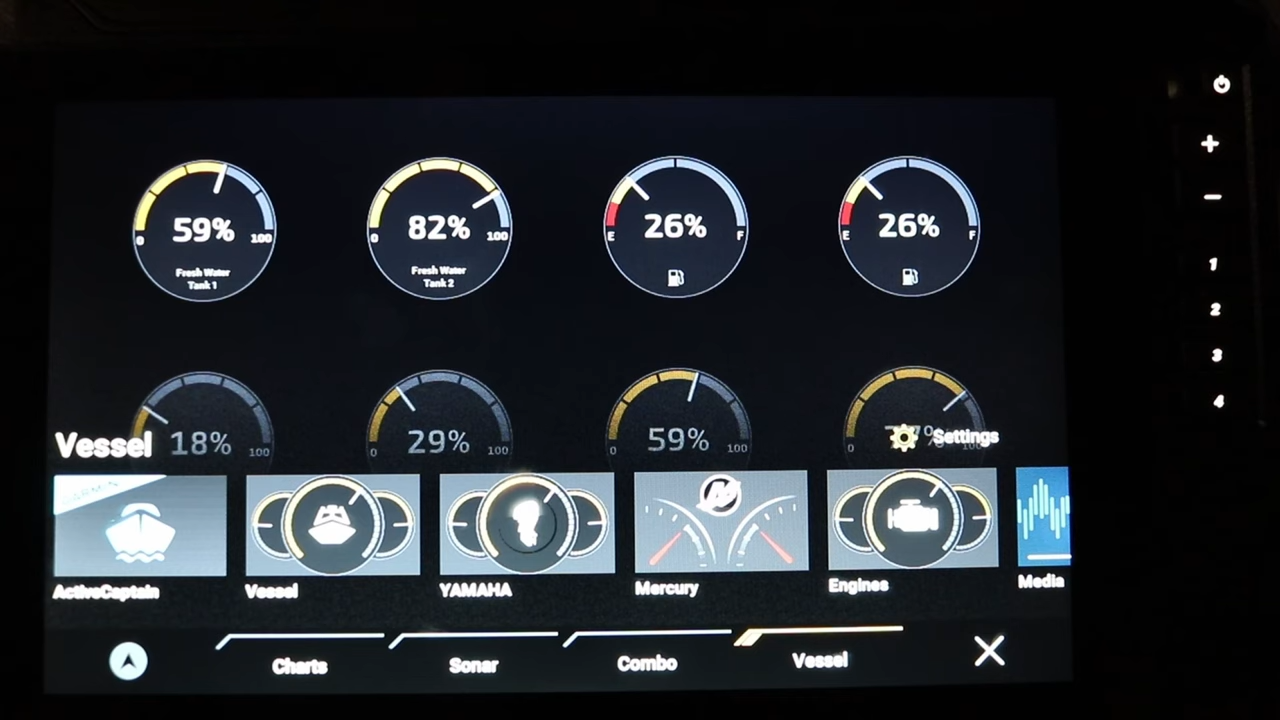 59%
0
100
Fresh Water
Tank 1
82%
0
100
Fresh Water
Tank 2
26%
E
F
26%
E
F
18%
100
29%
0
100
59%
0
100
0
100
Vessel
Settings
GARMIN
ActiveCaptain
Vessel
YAMAHA
Mercury
Engines
Media
Charts
Sonar
Combo
Vessel
+
−
1
2
3
4